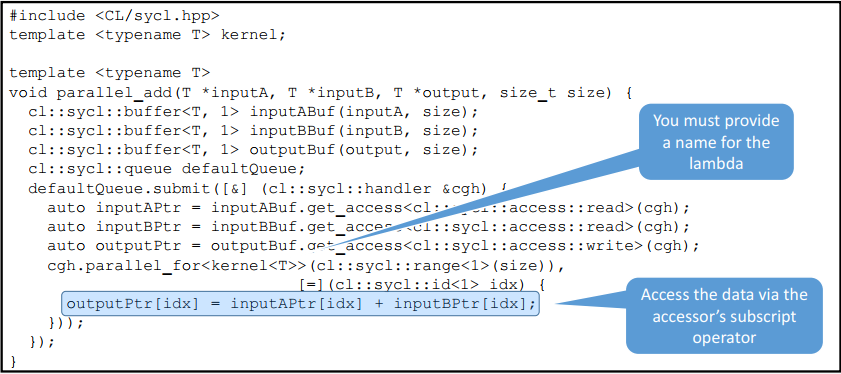 #include <CL/sycl.hpp>
template <typename T> kernel;

template <typename T>
void parallel_add(T *inputA, T *inputB, T *output, size_t size) {
  cl::sycl::buffer<T, 1> inputABuf(inputA, size);
  cl::sycl::buffer<T, 1> inputBBuf(inputB, size);
  cl::sycl::buffer<T, 1> outputBuf(output, size);
  cl::sycl::queue defaultQueue;
  defaultQueue.submit([&] (cl::sycl::handler &cgh) {
    auto inputAPtr = inputABuf.get_access<cl::sycl::access::read>(cgh);
    auto inputBPtr = inputBBuf.get_access<cl::sycl::access::read>(cgh);
    auto outputPtr = outputBuf.get_access<cl::sycl::access::write>(cgh);
    cgh.parallel_for<kernel<T>>(cl::sycl::range<1>(size)),
                              [=](cl::sycl::id<1> idx) {
      outputPtr[idx] = inputAPtr[idx] + inputBPtr[idx];
    }));
  });
}
You must provide
a name for the
lambda
Access the data via the
accessor's subscript
operator